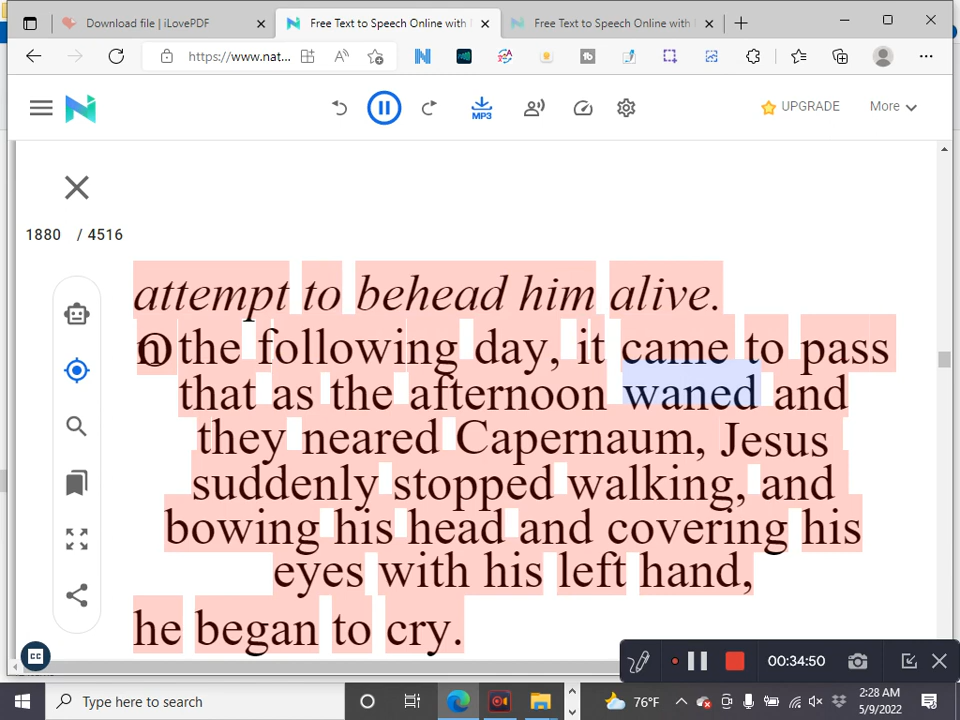 Download file | iLovePDF
Free Text to Speech Online with
Free Text to Speech Online with
https://www.nat...
UPGRADE
More
MP3
1880 / 4516
attempt to behead him alive.
On the following day, it came to pass
that as the afternoon waned and
they neared Capernaum, Jesus
suddenly stopped walking, and
bowing his head and covering his
eyes with his left hand,
he began to cry.
CC
00:34:50
Type here to search
76°F
2:28 AM
5/9/2022